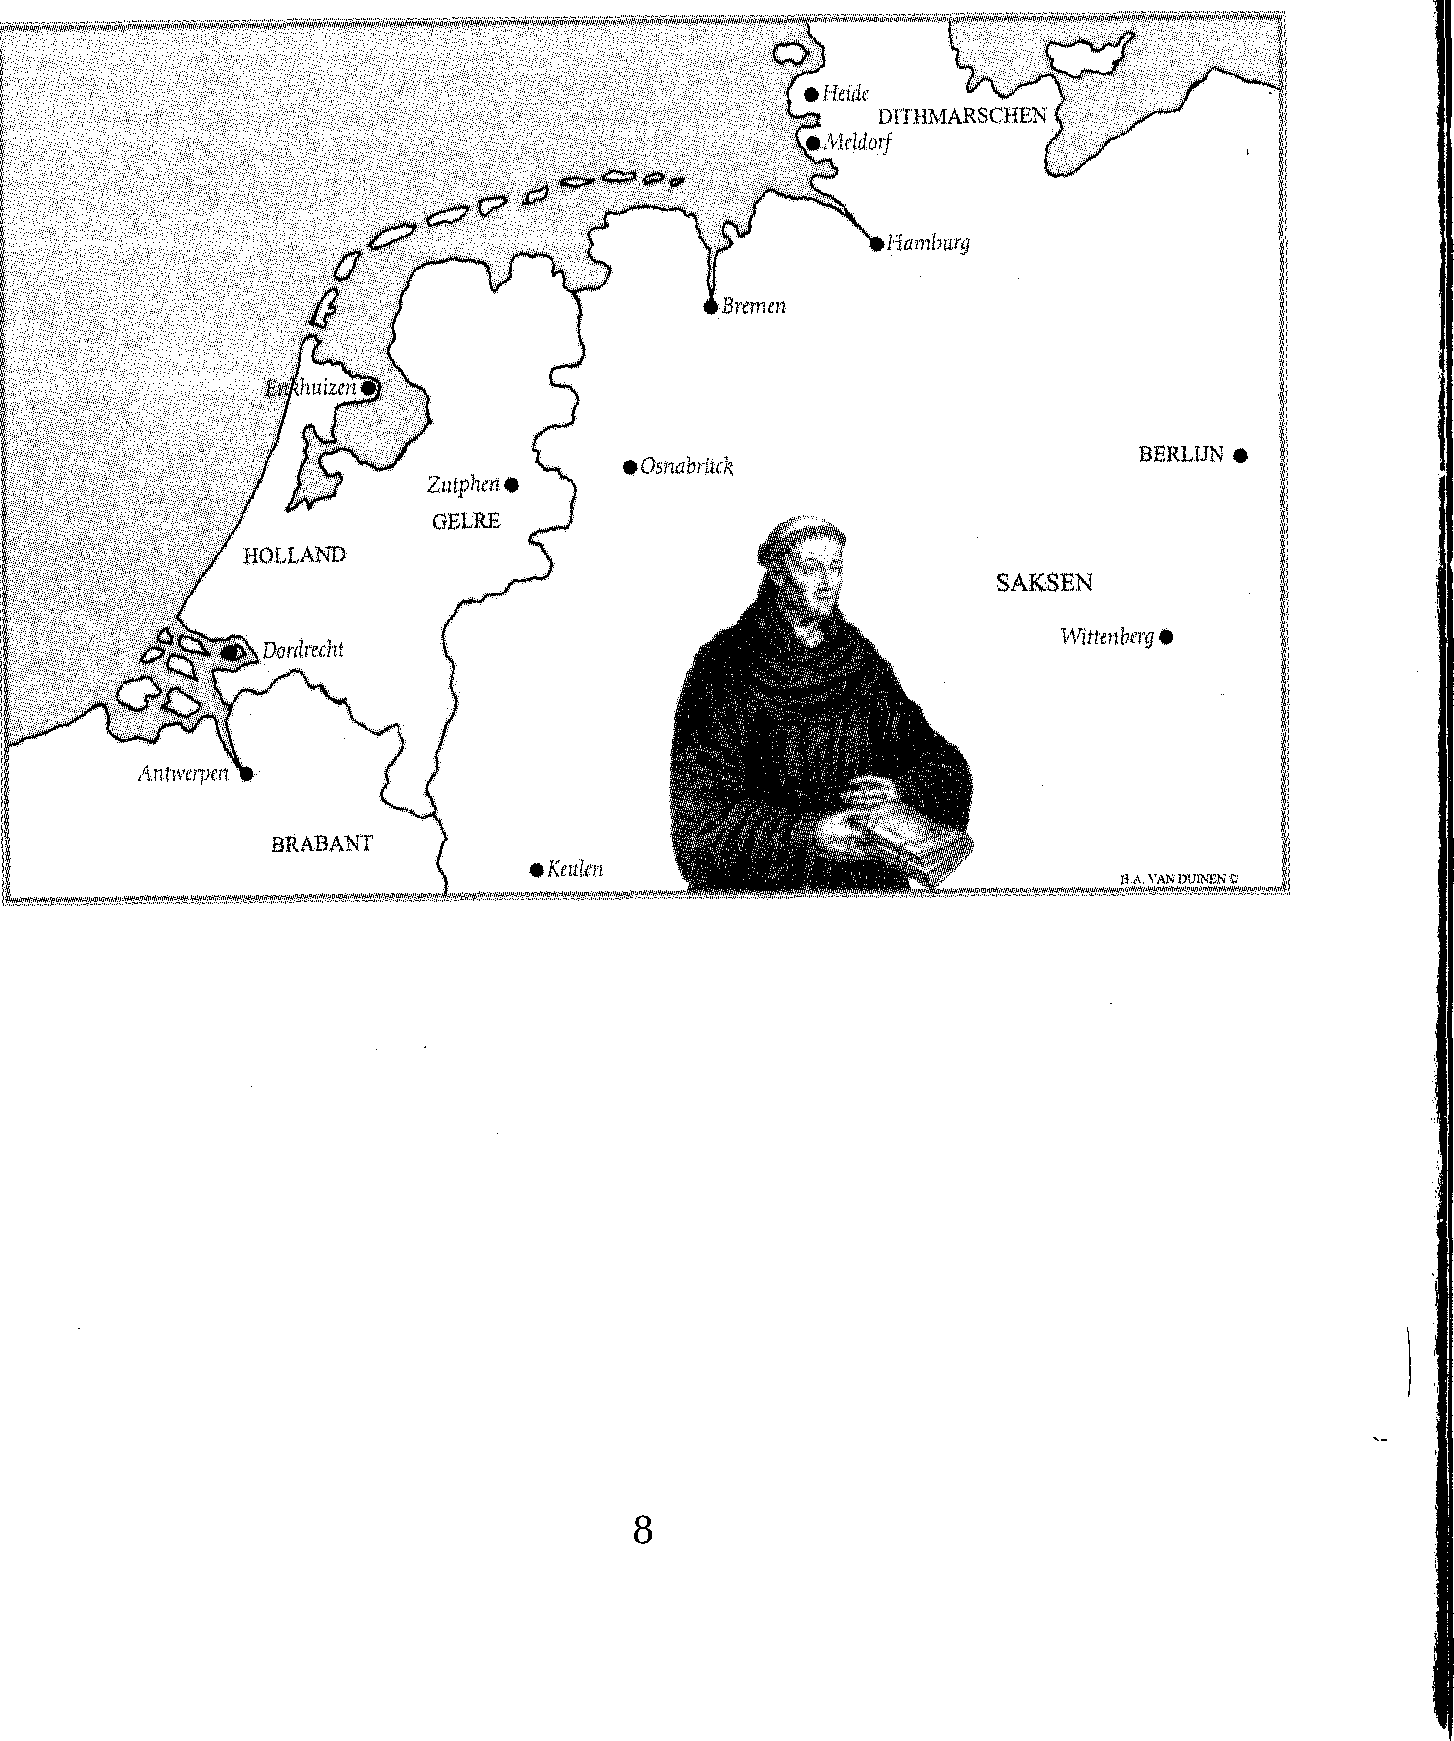 Heide
DITHMARSCHEN
Meldorf
Hamburg
Bremen
Enkhuizen
BERLIJN
Osnabrück
Zutphen
GELRE
HOLLAND
SAKSEN
Wittenberg
Dordrecht
Antwerpen
BRABANT
Keulen
H.A. VAN DUINEN ©
8